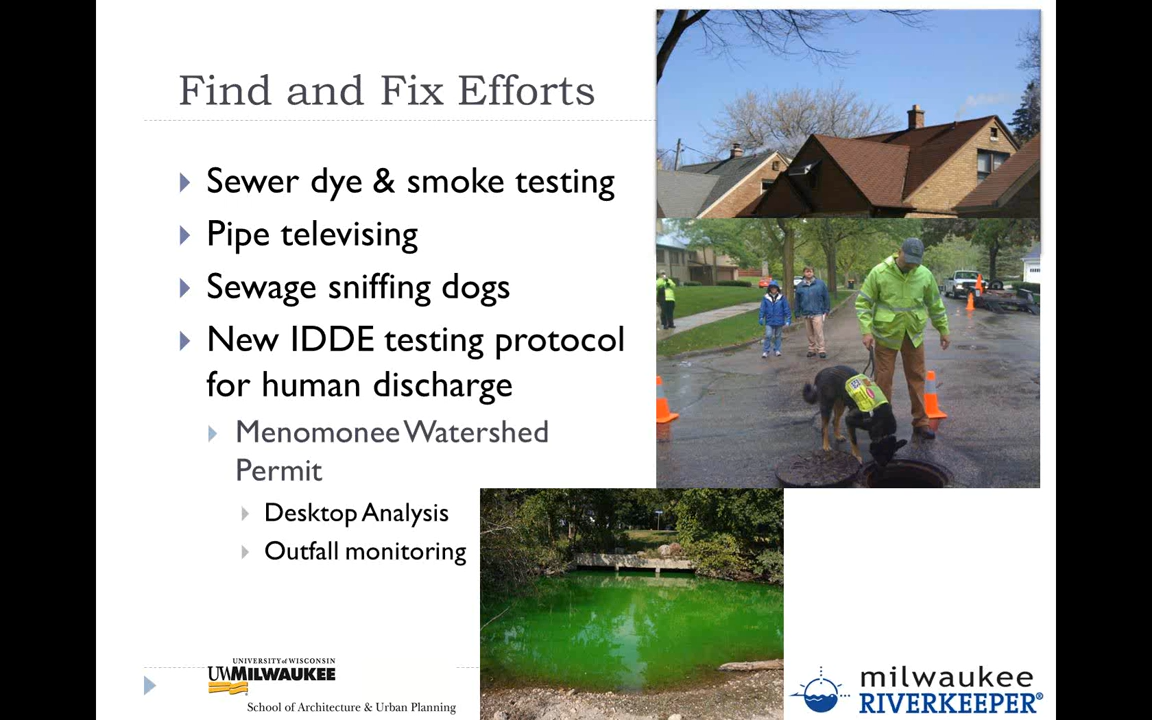 Find and Fix Efforts
Sewer dye & smoke testing
Pipe televising
Sewage sniffing dogs
New IDDE testing protocol
for human discharge
Menomonee Watershed
Permit
Desktop Analysis
Outfall monitoring
UNIVERSITY of WISCONSIN
UWMILWAUKEE
School of Architecture & Urban Planning
milwaukee
RIVERKEEPER®